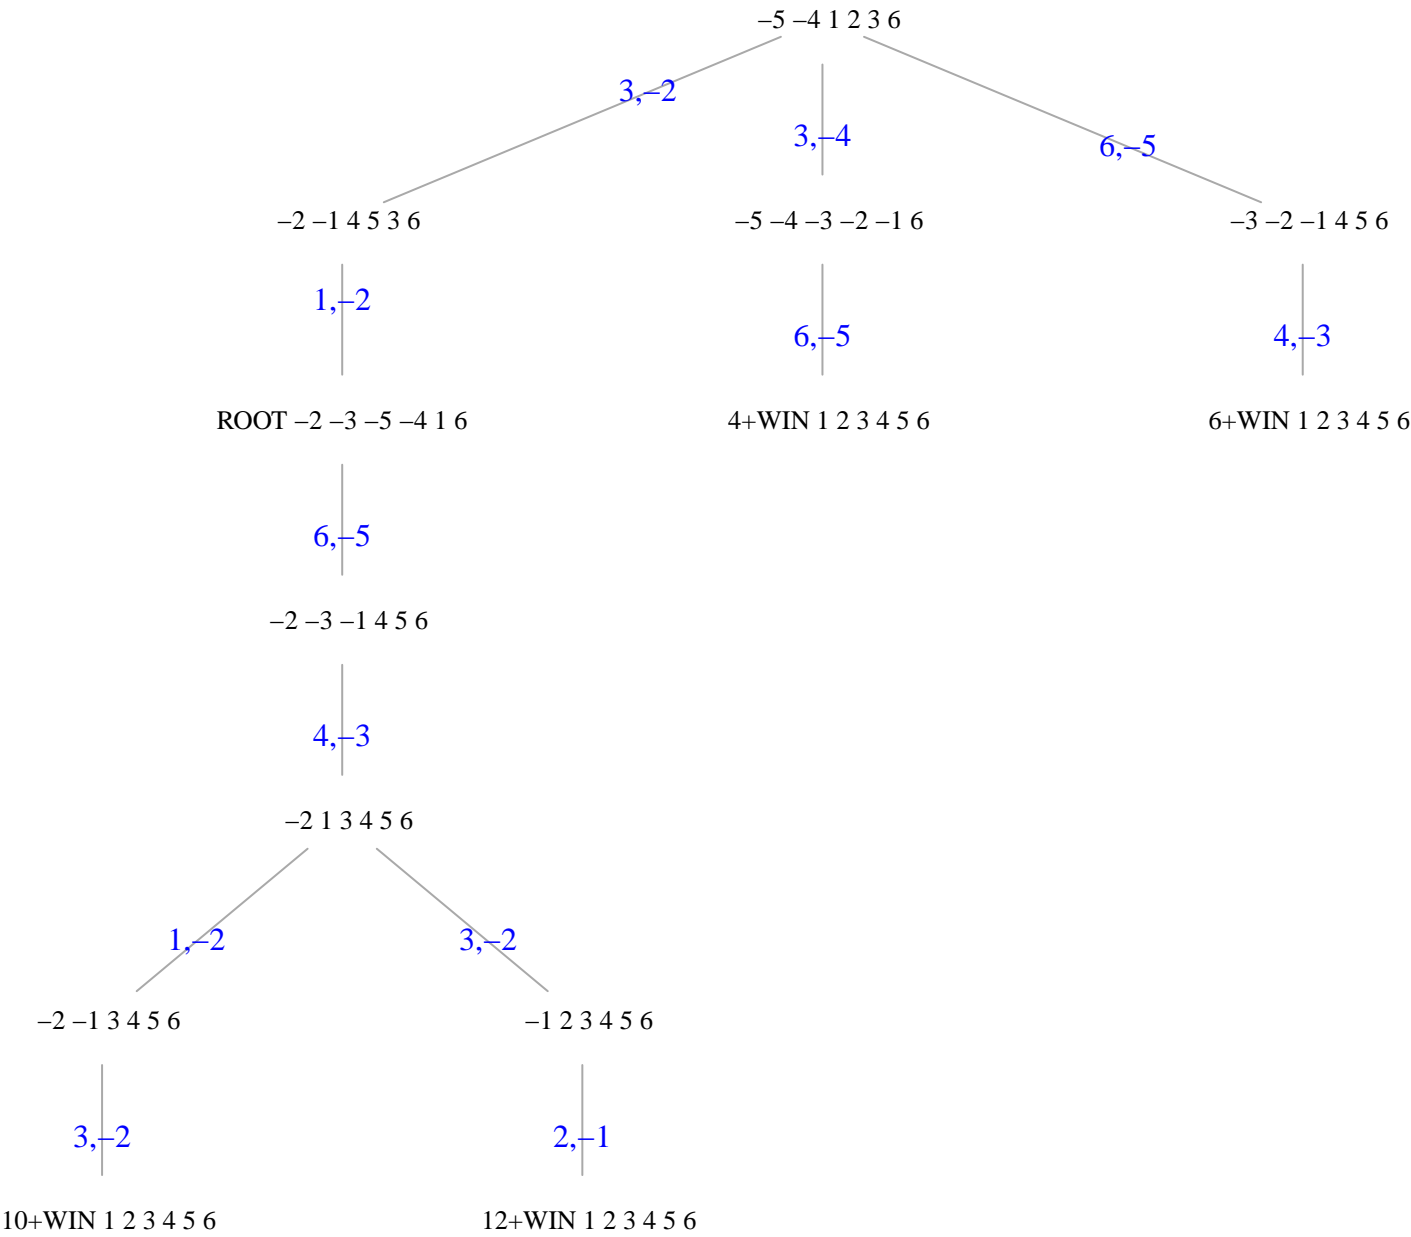 –5 –4 1 2 3 6
3,–2
3,–4
6,–5
–2 –1 4 5 3 6
–5 –4 –3 –2 –1 6
–3 –2 –1 4 5 6
1,–2
6,–5
4,–3
ROOT –2 –3 –5 –4 1 6
4+WIN 1 2 3 4 5 6
6+WIN 1 2 3 4 5 6
6,–5
–2 –3 –1 4 5 6
4,–3
–2 1 3 4 5 6
1,–2
3,–2
–2 –1 3 4 5 6
–1 2 3 4 5 6
3,–2
2,–1
10+WIN 1 2 3 4 5 6
12+WIN 1 2 3 4 5 6